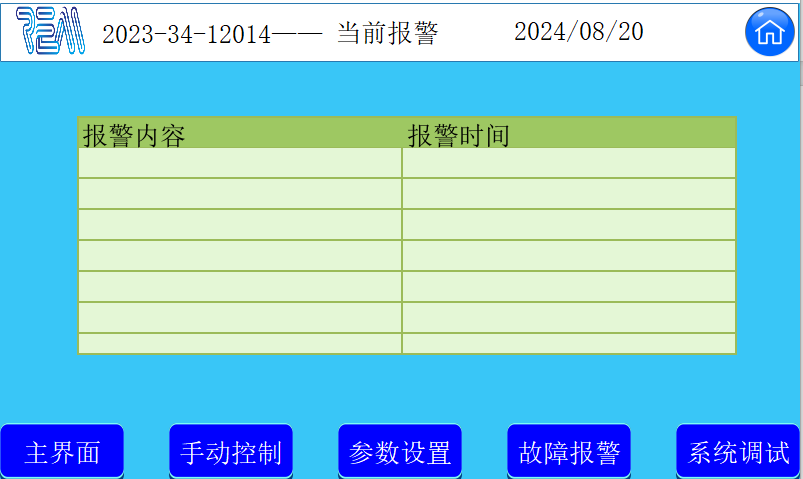 REM 2023-34-12014—— 当前报警 2024/08/20
报警内容 报警时间
主界面 手动控制 参数设置 故障报警 系统调试